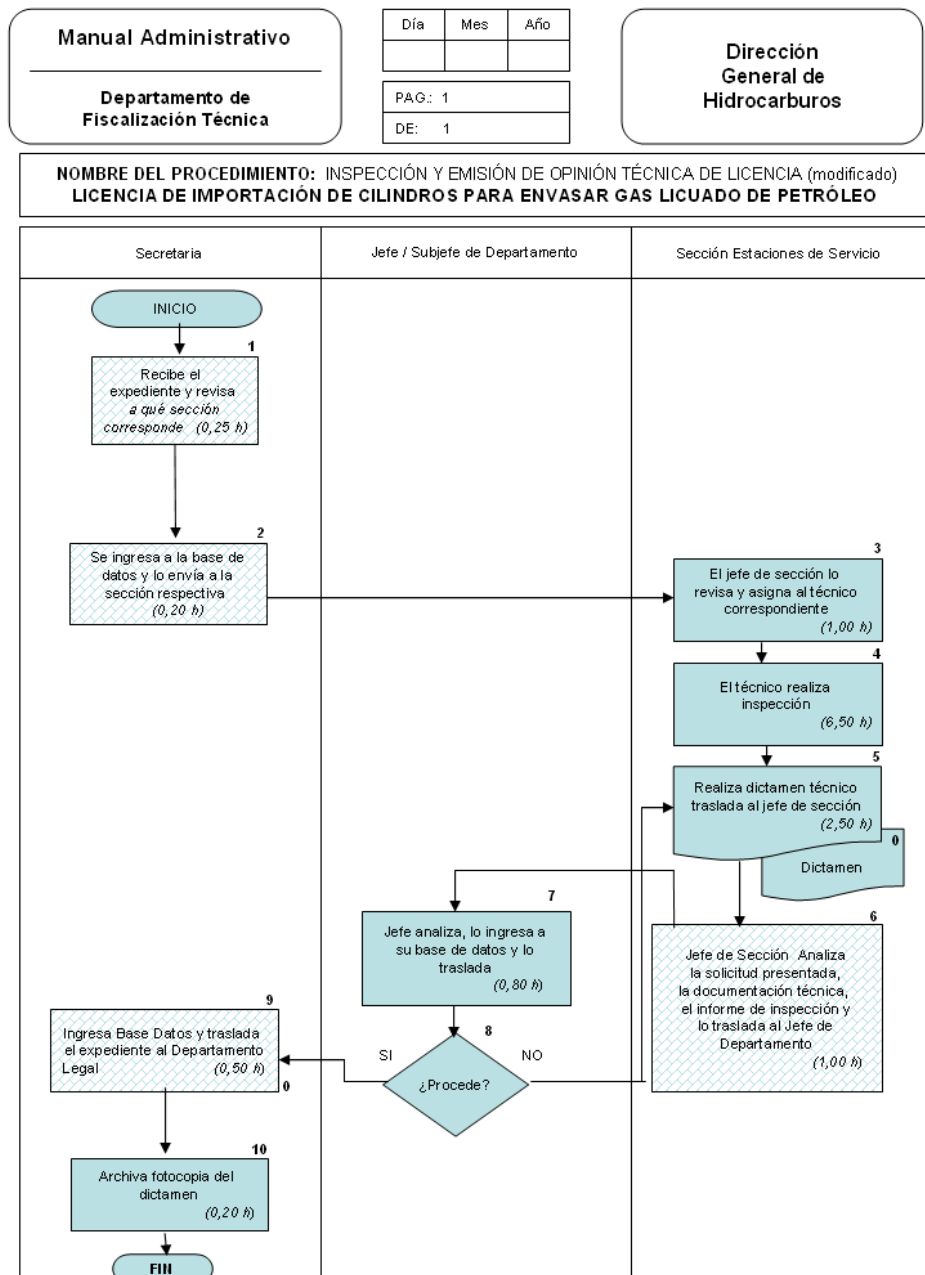 Manual Administrativo
Departamento de
Fiscalización Técnica
Día Mes Año
PAG.: 1
DE: 1
Dirección
General de
Hidrocarburos
NOMBRE DEL PROCEDIMIENTO: INSPECCIÓN Y EMISIÓN DE OPINIÓN TÉCNICA DE LICENCIA (modificado)
LICENCIA DE IMPORTACIÓN DE CILINDROS PARA ENVASAR GAS LICUADO DE PETRÓLEO
Secretaria
Jefe / Subjefe de Departamento
Sección Estaciones de Servicio
INICIO
1
Recibe el
expediente y revisa
a qué sección
corresponde (0,25 h)
2
Se ingresa a la base de
datos y lo envía a la
sección respectiva
(0,20 h)
3
El jefe de sección lo
revisa y asigna al técnico
correspondiente
(1,00 h)
4
El técnico realiza
inspección
(6,50 h)
5
Realiza dictamen técnico
traslada al jefe de sección
(2,50 h)
0
Dictamen
6
Jefe de Sección Analiza
la solicitud presentada,
la documentación técnica,
el informe de inspección y
lo traslada al Jefe de
Departamento
(1,00 h)
7
Jefe analiza, lo ingresa a
su base de datos y lo
traslada
(0,80 h)
8
SI NO
¿Procede?
9
Ingresa Base Datos y traslada
el expediente al Departamento
Legal (0,50 h)
0
10
Archiva fotocopia del
dictamen
(0,20 h)
FIN